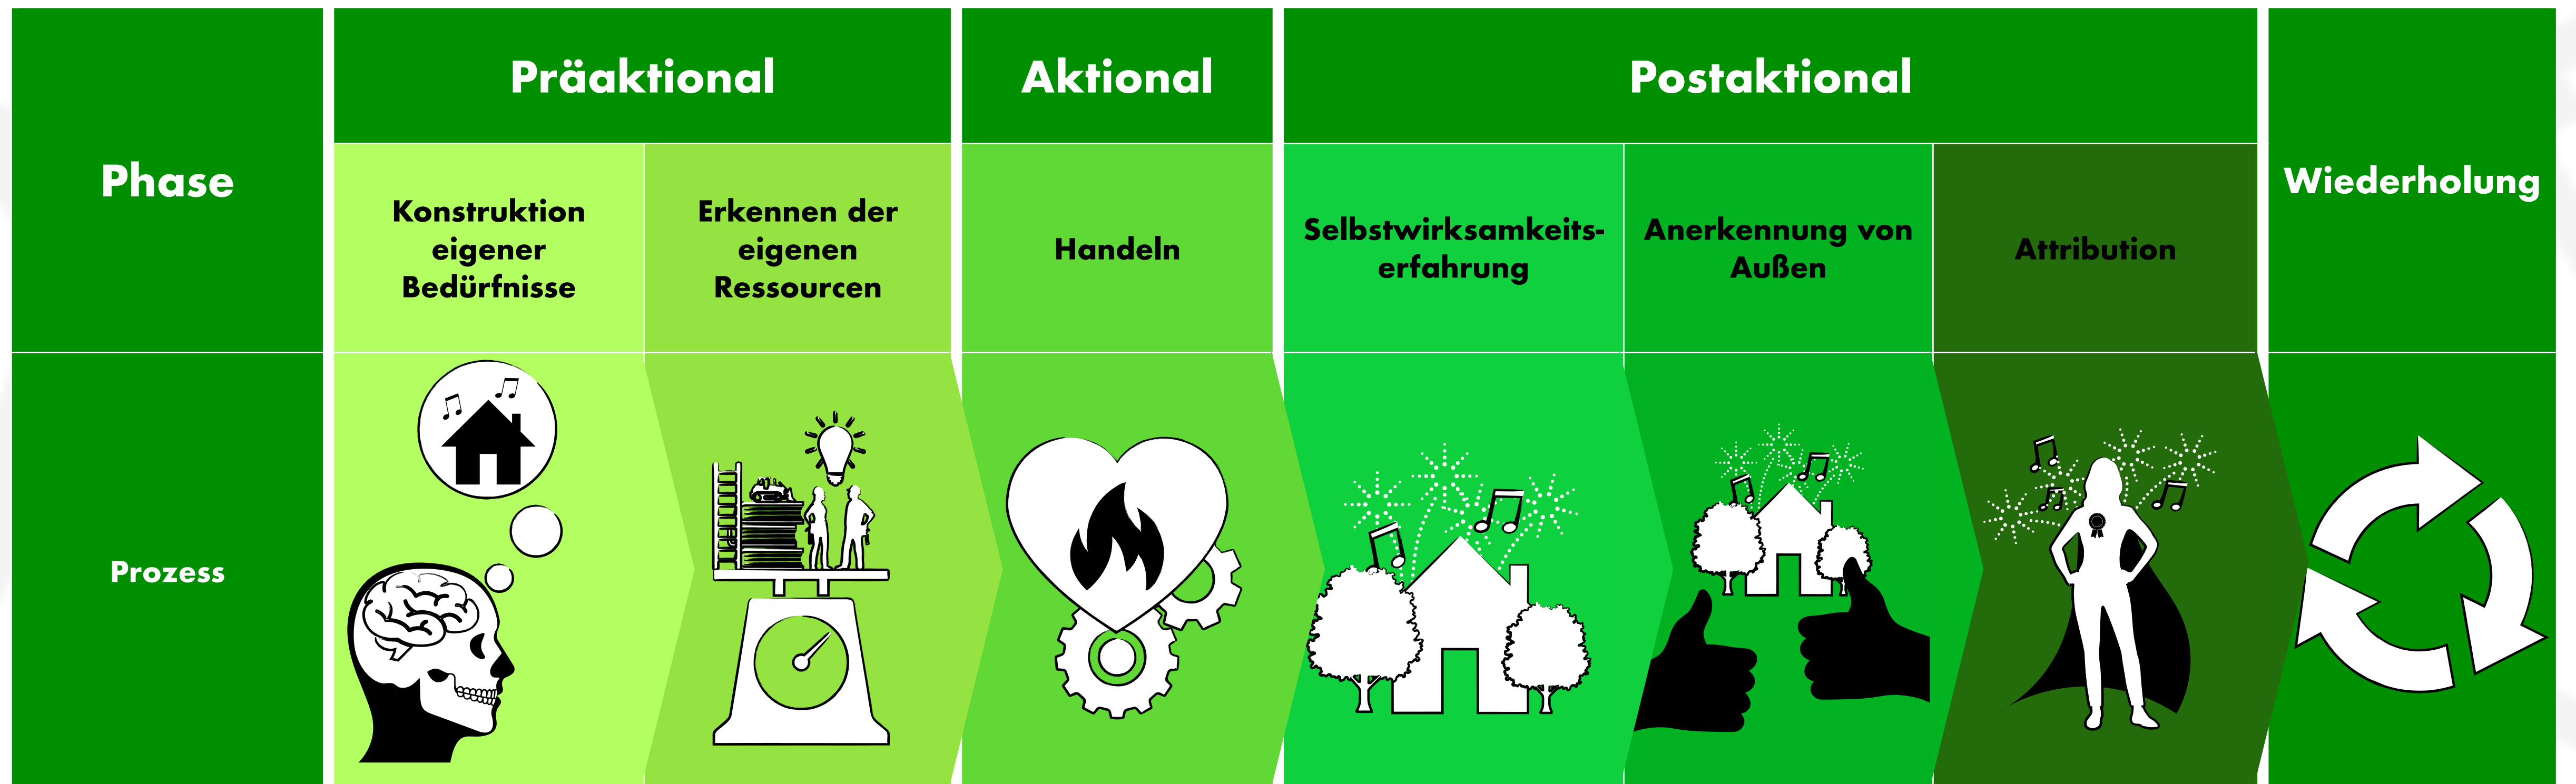 Phase
Präaktional
Aktional
Postaktional
Wiederholung
Konstruktion
eigener
Bedürfnisse
Erkennen der
eigenen
Ressourcen
Handeln
Selbstwirksamkeits-
erfahrung
Anerkennung von
Außen
Attribution
Prozess